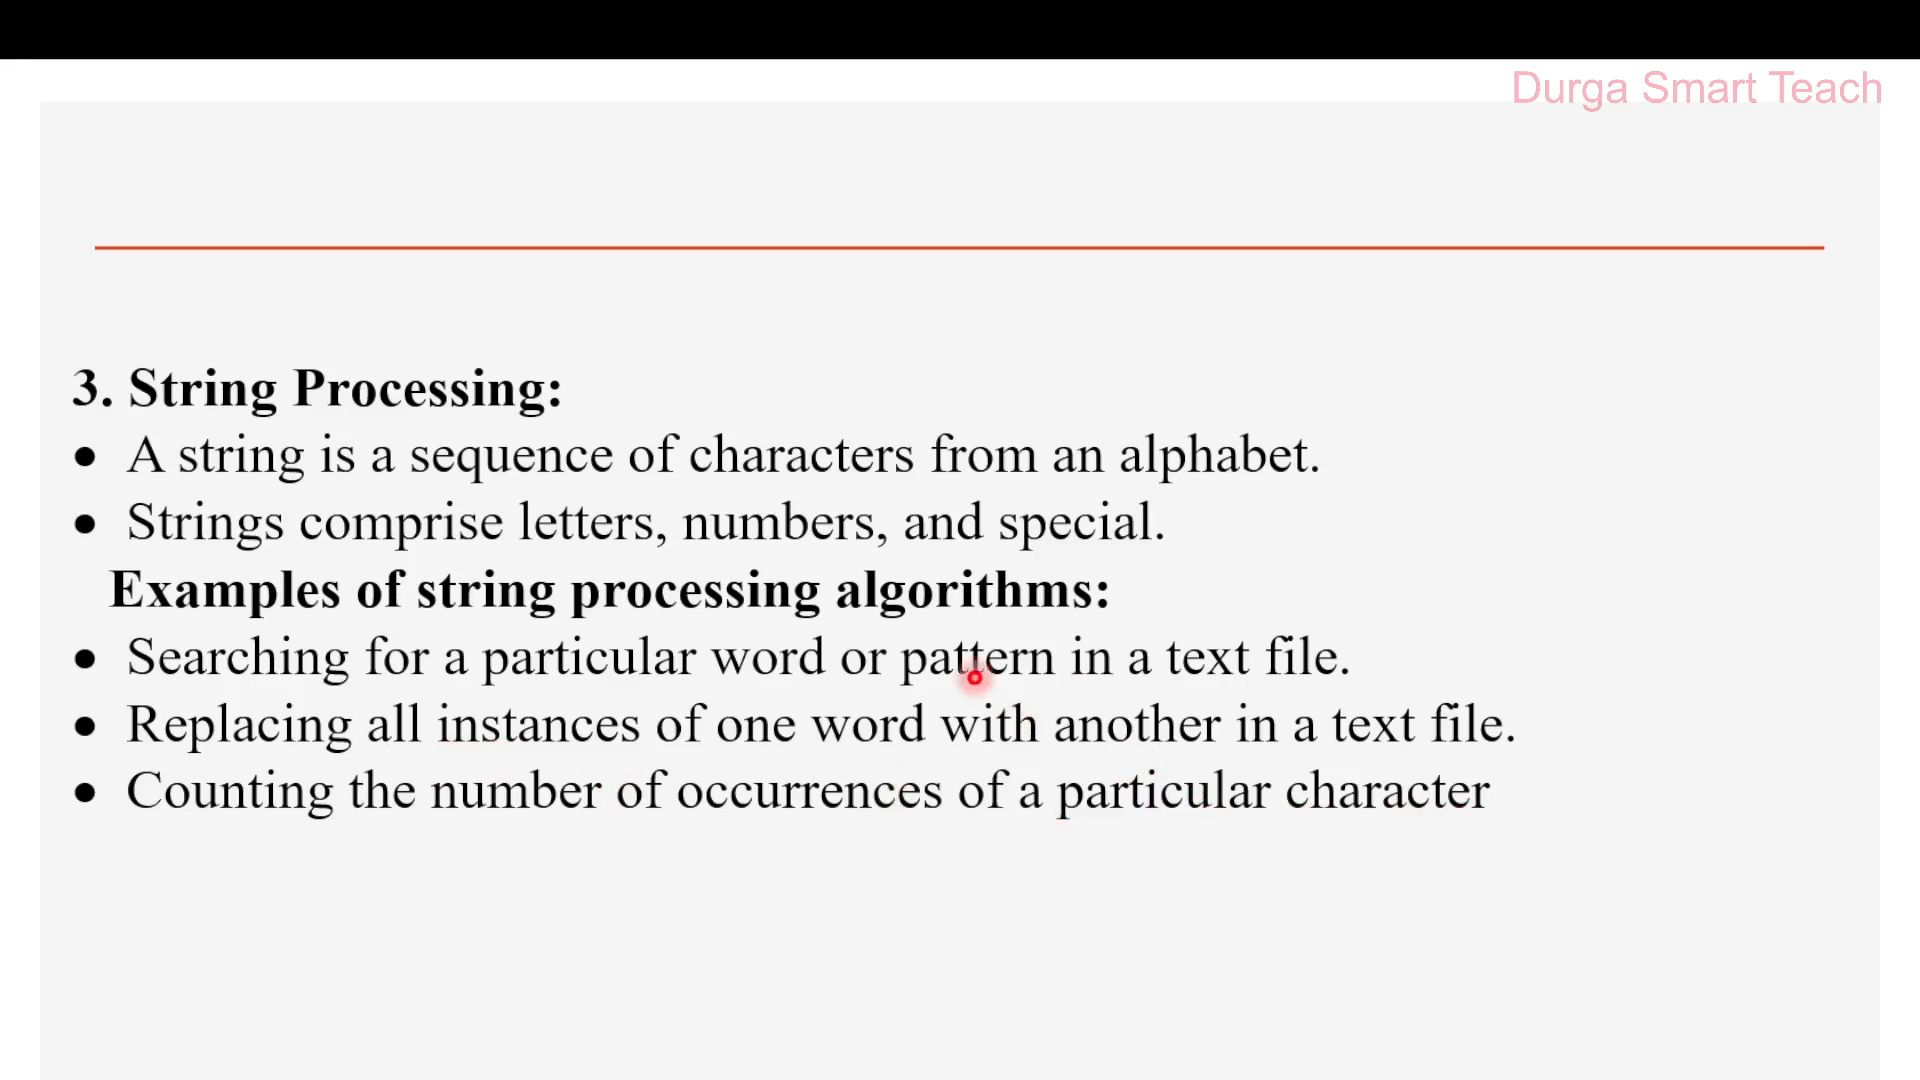 Durga Smart Teach
3. String Processing:
• A string is a sequence of characters from an alphabet.
• Strings comprise letters, numbers, and special.
Examples of string processing algorithms:
• Searching for a particular word or pattern in a text file.
• Replacing all instances of one word with another in a text file.
• Counting the number of occurrences of a particular character